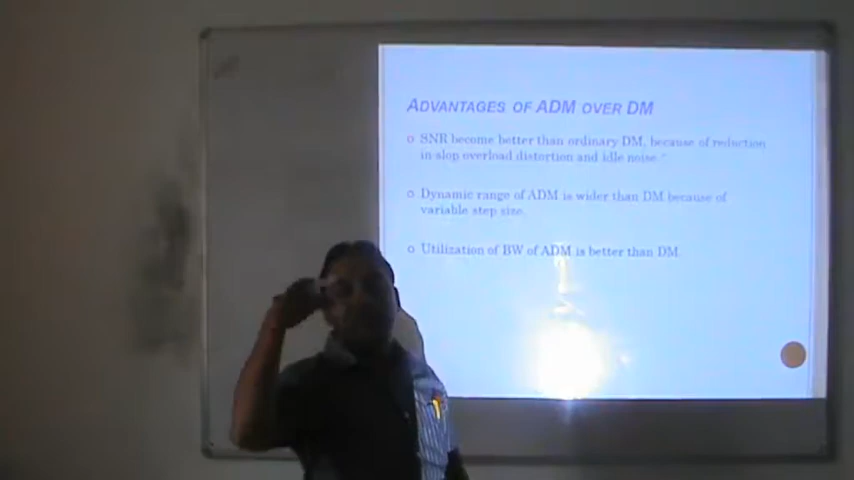 ADVANTAGES OF ADM OVER DM
SNR become better than ordinary DM, because of reduction
in slop overload distortion and idle noise.
Dynamic range of ADM is wider than DM because of
variable step size.
Utilization of BW of ADM is better than DM.